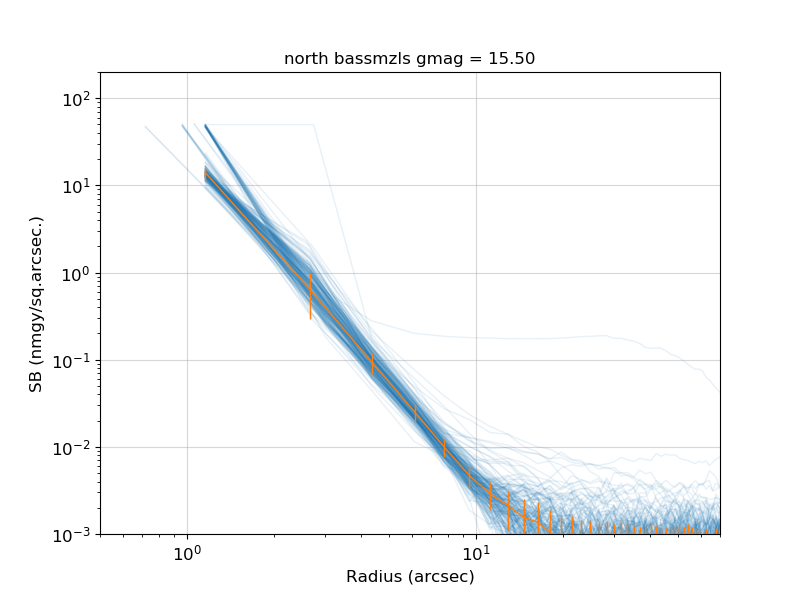 north bassmzls gmag = 15.50
10²
10¹
10⁰
10⁻¹
10⁻²
10⁻³
SB (nmgy/sq.arcsec.)
10⁰ 10¹
Radius (arcsec)